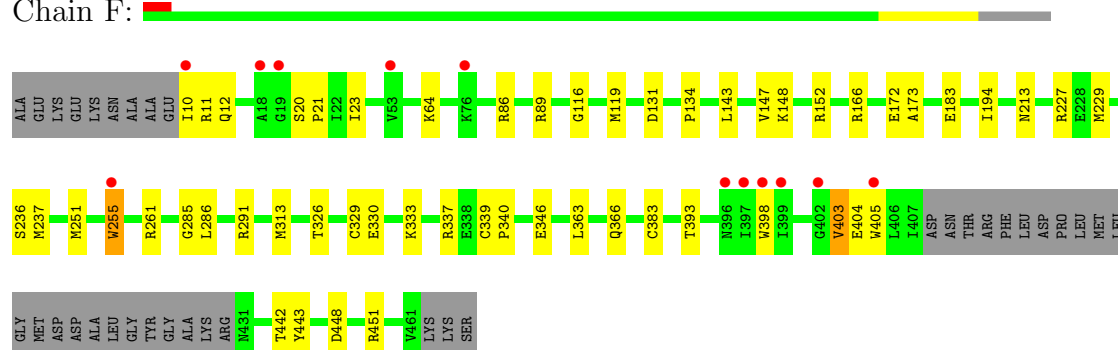 Chain F:
ALA GLU LYS GLU LYS ASN ALA ALA GLU I10 R11 Q12 A18 G19 S20 P21 I22 I23 V53 K64 K76 R86 R89 G116 M119 D131 P134 L143 V147 K148 R152 R166 E172 A173 E183 I194 N213 R227 E228 M229
S236 M237 M251 W255 R261 G285 L286 R291 M313 T326 C329 E330 K333 R337 E338 C339 P340 E346 L363 Q366 C383 T393 N396 I397 W398 I399 G402 V403 E404 W405 L406 I407 ASP ASN THR ARG PHE LEU ASP PRO LEU MET LEU
GLY MET ASP ASP ALA LEU GLY TYR GLY ALA LYS ARG N431 T442 Y443 D448 R451 V461 LYS LYS SER